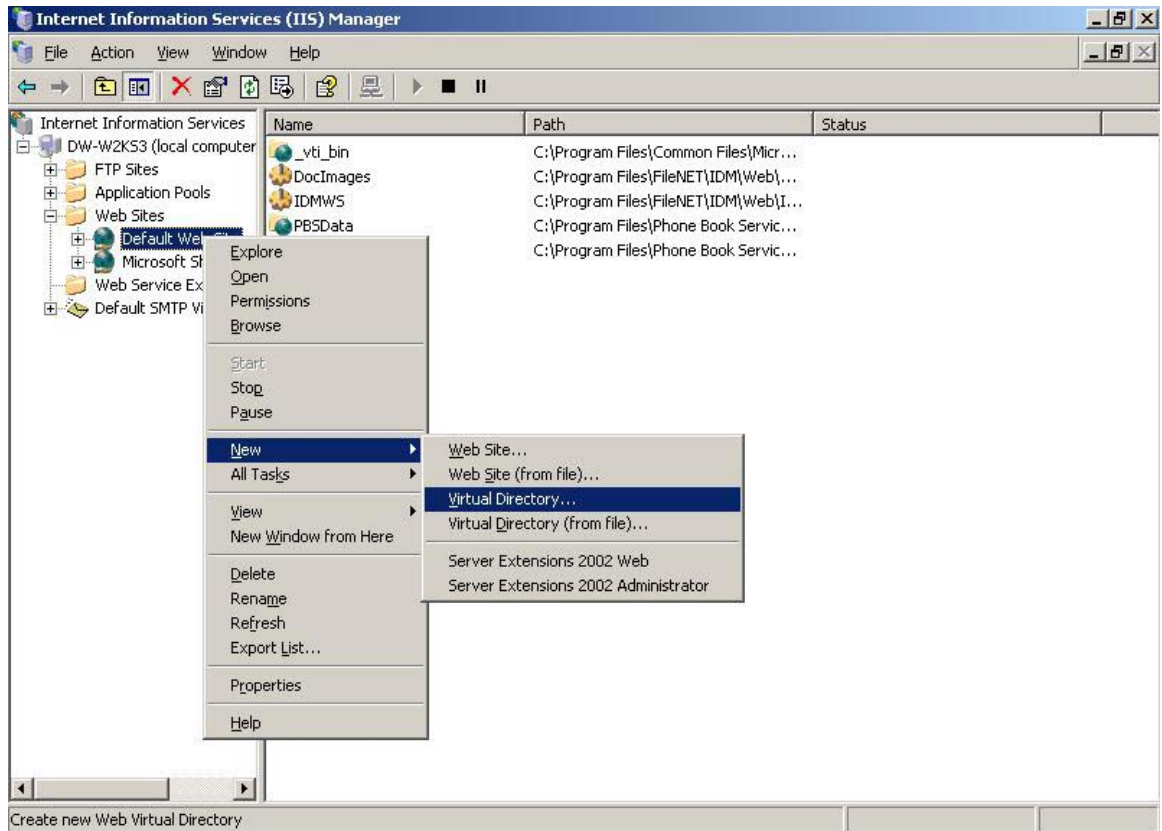 Internet Information Services (IIS) Manager
File Action View Window Help
Internet Information Services
DW-W2KS3 (local computer
FTP Sites
Application Pools
Web Sites
Default We
Microsoft Sh
Web Service Ex
Default SMTP Vi
Name Path Status
_vti_bin C:\Program Files\Common Files\Micr...
DocImages C:\Program Files\FileNET\IDM\Web\...
IDMWS C:\Program Files\FileNET\IDM\Web\I...
PBSData C:\Program Files\Phone Book Servic...
C:\Program Files\Phone Book Servic...
Explore
Open
Permissions
Browse
Start
Stop
Pause
New
All Tasks
View
New Window from Here
Delete
Rename
Refresh
Export List...
Properties
Help
Web Site...
Web Site (from file)...
Virtual Directory...
Virtual Directory (from file)...
Server Extensions 2002 Web
Server Extensions 2002 Administrator
Create new Web Virtual Directory